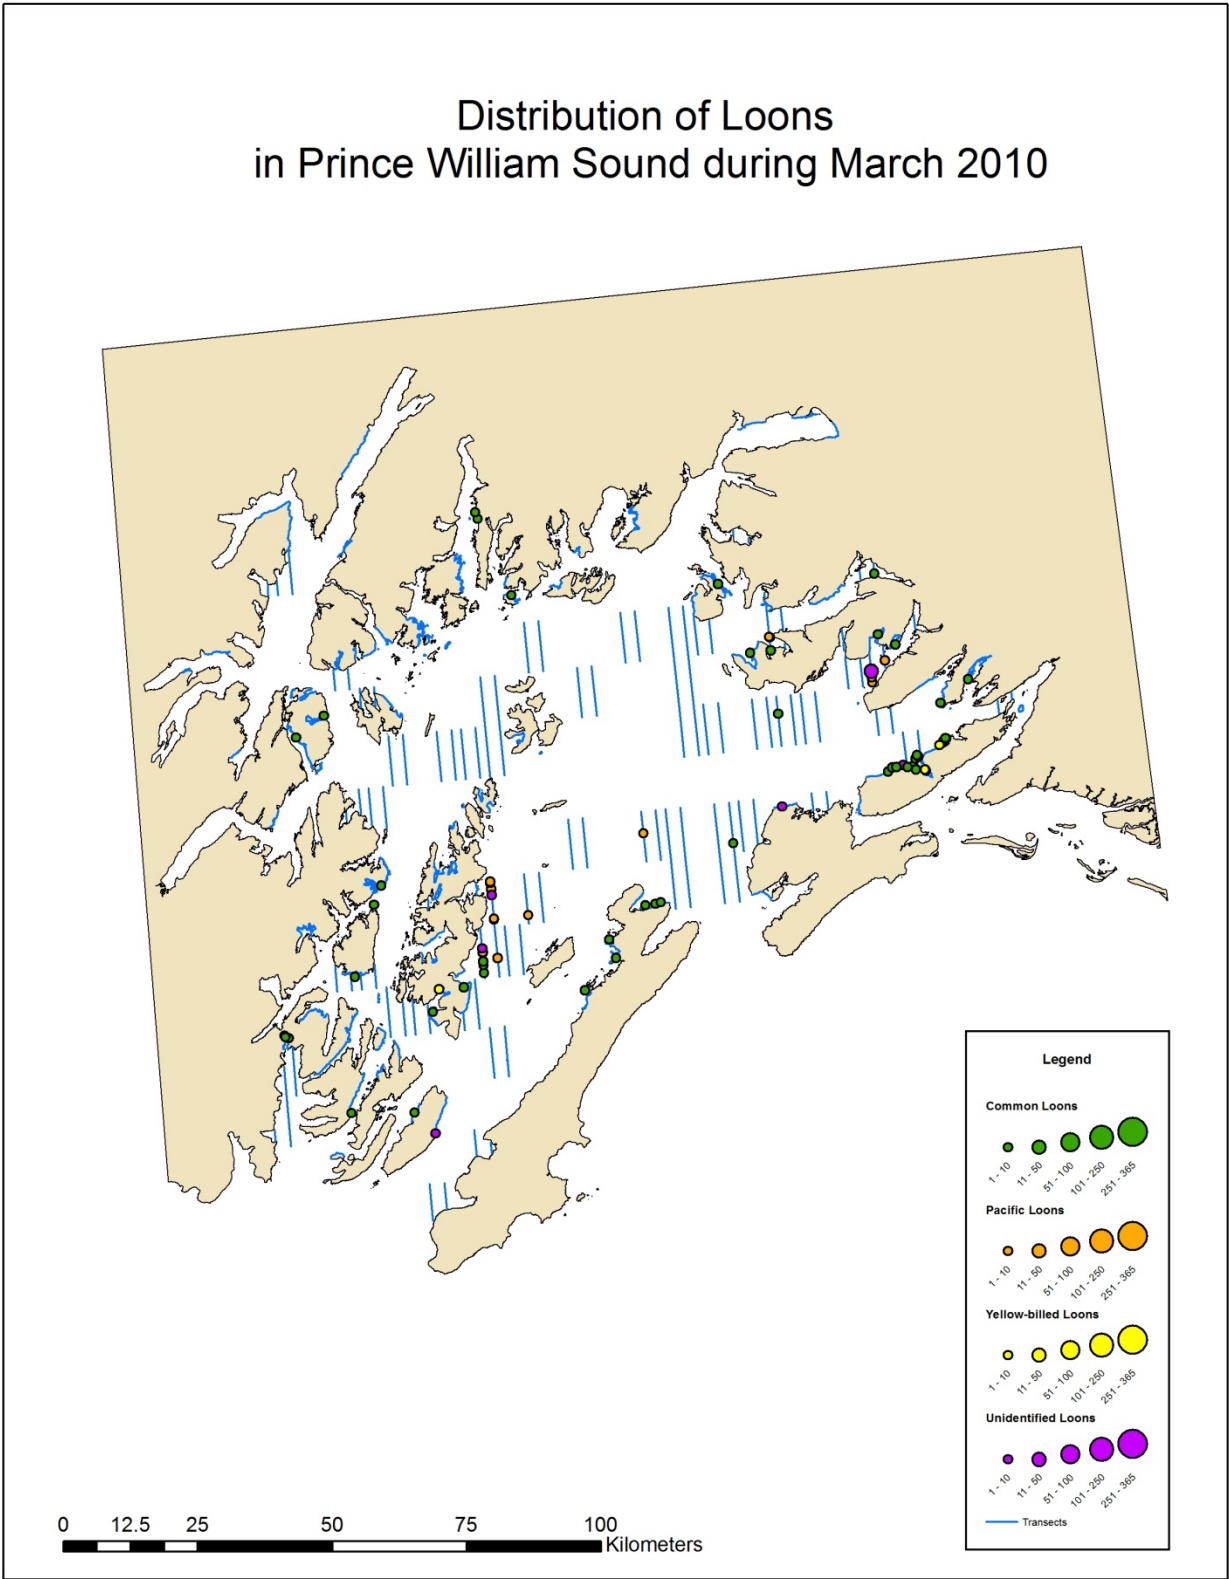 Distribution of Loons
in Prince William Sound during March 2010
Legend
Common Loons
1 - 10 11 - 50 51 - 100 101 - 250 251 - 365
Pacific Loons
1 - 10 11 - 50 51 - 100 101 - 250 251 - 365
Yellow-billed Loons
1 - 10 11 - 50 51 - 100 101 - 250 251 - 365
Unidentified Loons
1 - 10 11 - 50 51 - 100 101 - 250 251 - 365
Transects
0 12.5 25 50 75 100
Kilometers